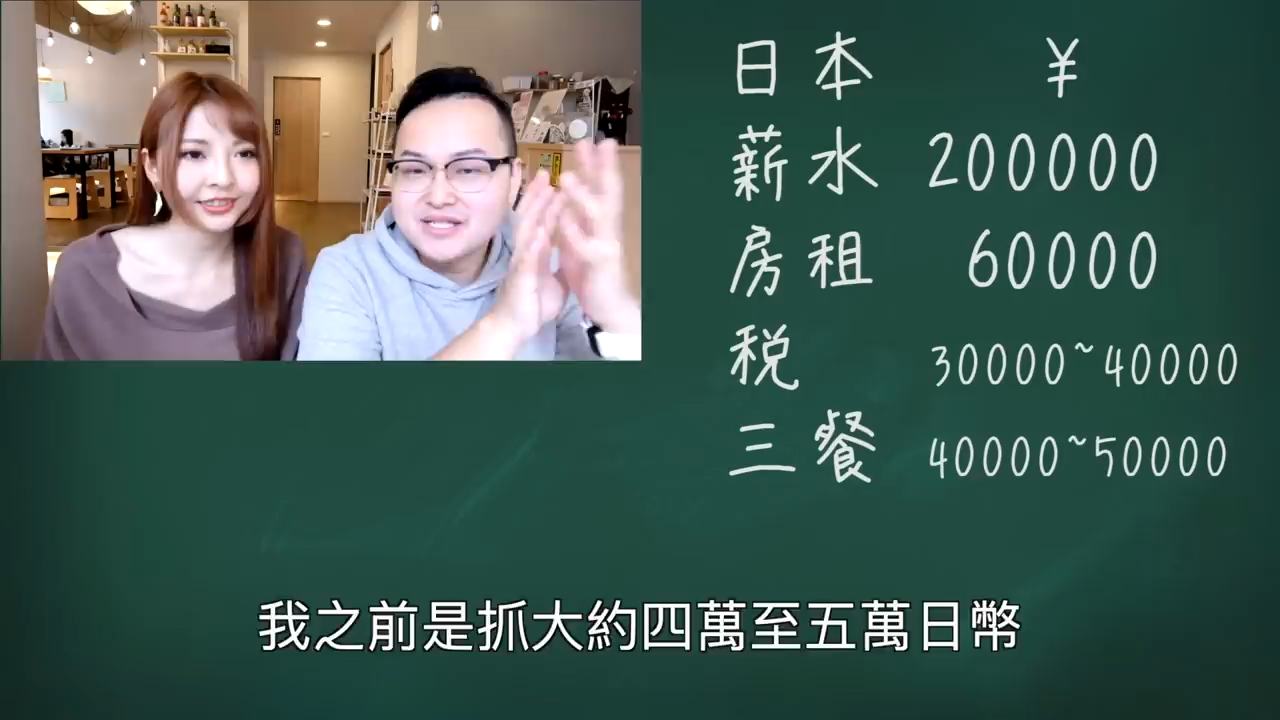 日本 ¥
薪水 200000
房租 60000
税 30000~40000
三餐 40000~50000
我之前是抓大約四萬至五萬日幣